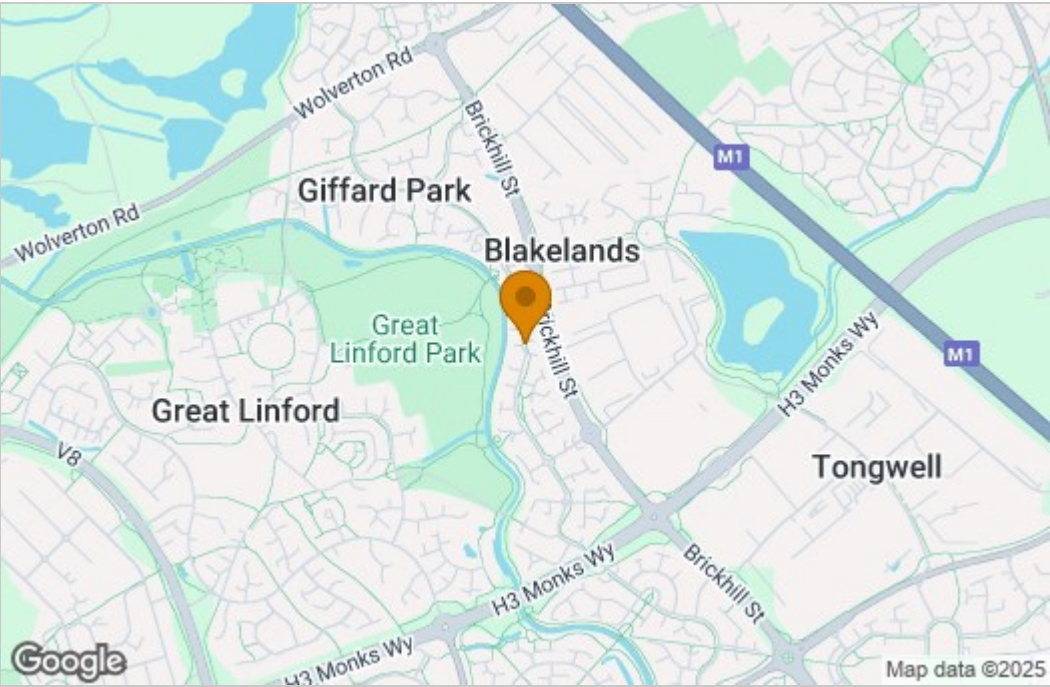 Wolverton Rd
Brickhill St
M1
Giffard Park
Wolverton Rd
Blakelands
Great
Linford Park
Brickhill St
H3 Monks Wy
M1
Great Linford
V8
Tongwell
H3 Monks Wy
Brickhill St
H3 Monks Wy
Google
Map data ©2025